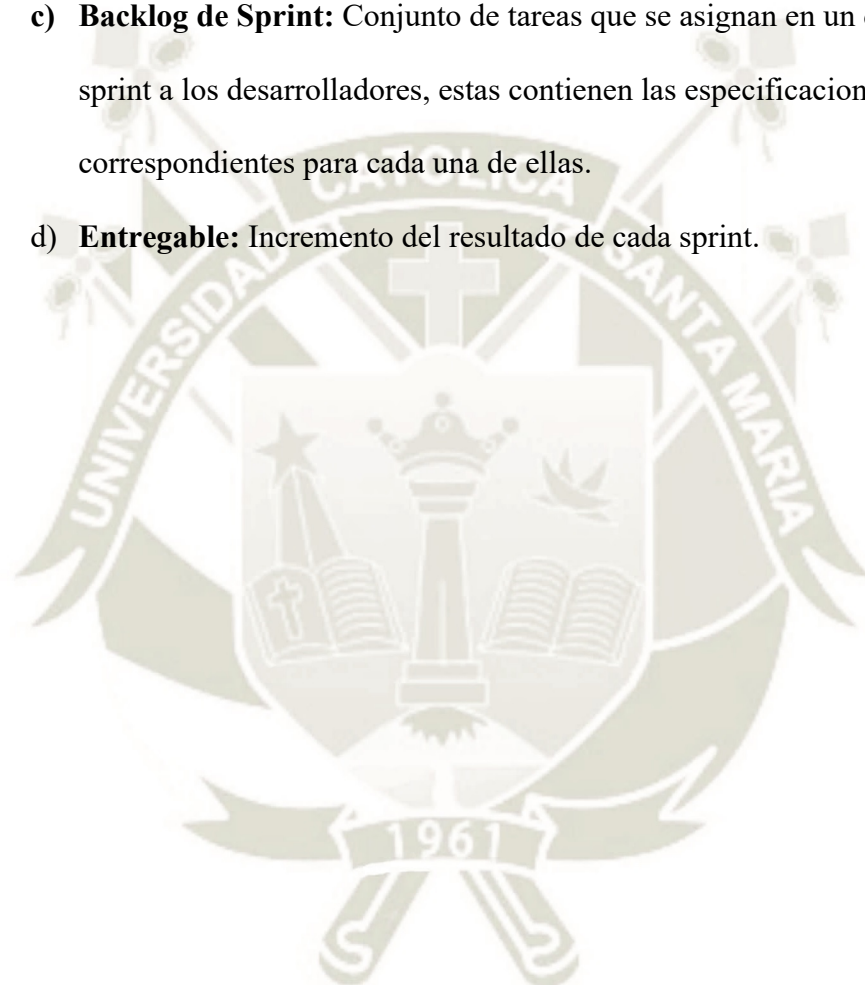 c) Backlog de Sprint: Conjunto de tareas que se asignan en un
sprint a los desarrolladores, estas contienen las especificacion
correspondientes para cada una de ellas.
d) Entregable: Incremento del resultado de cada sprint.
UNIVERSIDAD CATOLICA SANTA MARIA
1961